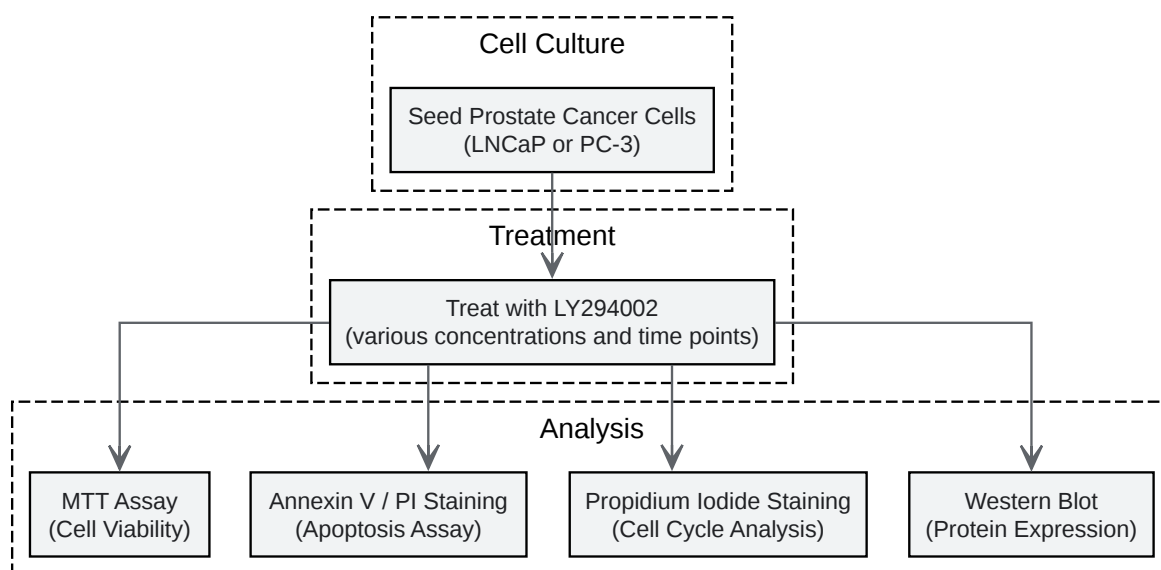 Cell Culture
Seed Prostate Cancer Cells
(LNCaP or PC-3)
Treatment
Treat with LY294002
(various concentrations and time points)
Analysis
MTT Assay
(Cell Viability)
Annexin V / PI Staining
(Apoptosis Assay)
Propidium Iodide Staining
(Cell Cycle Analysis)
Western Blot
(Protein Expression)